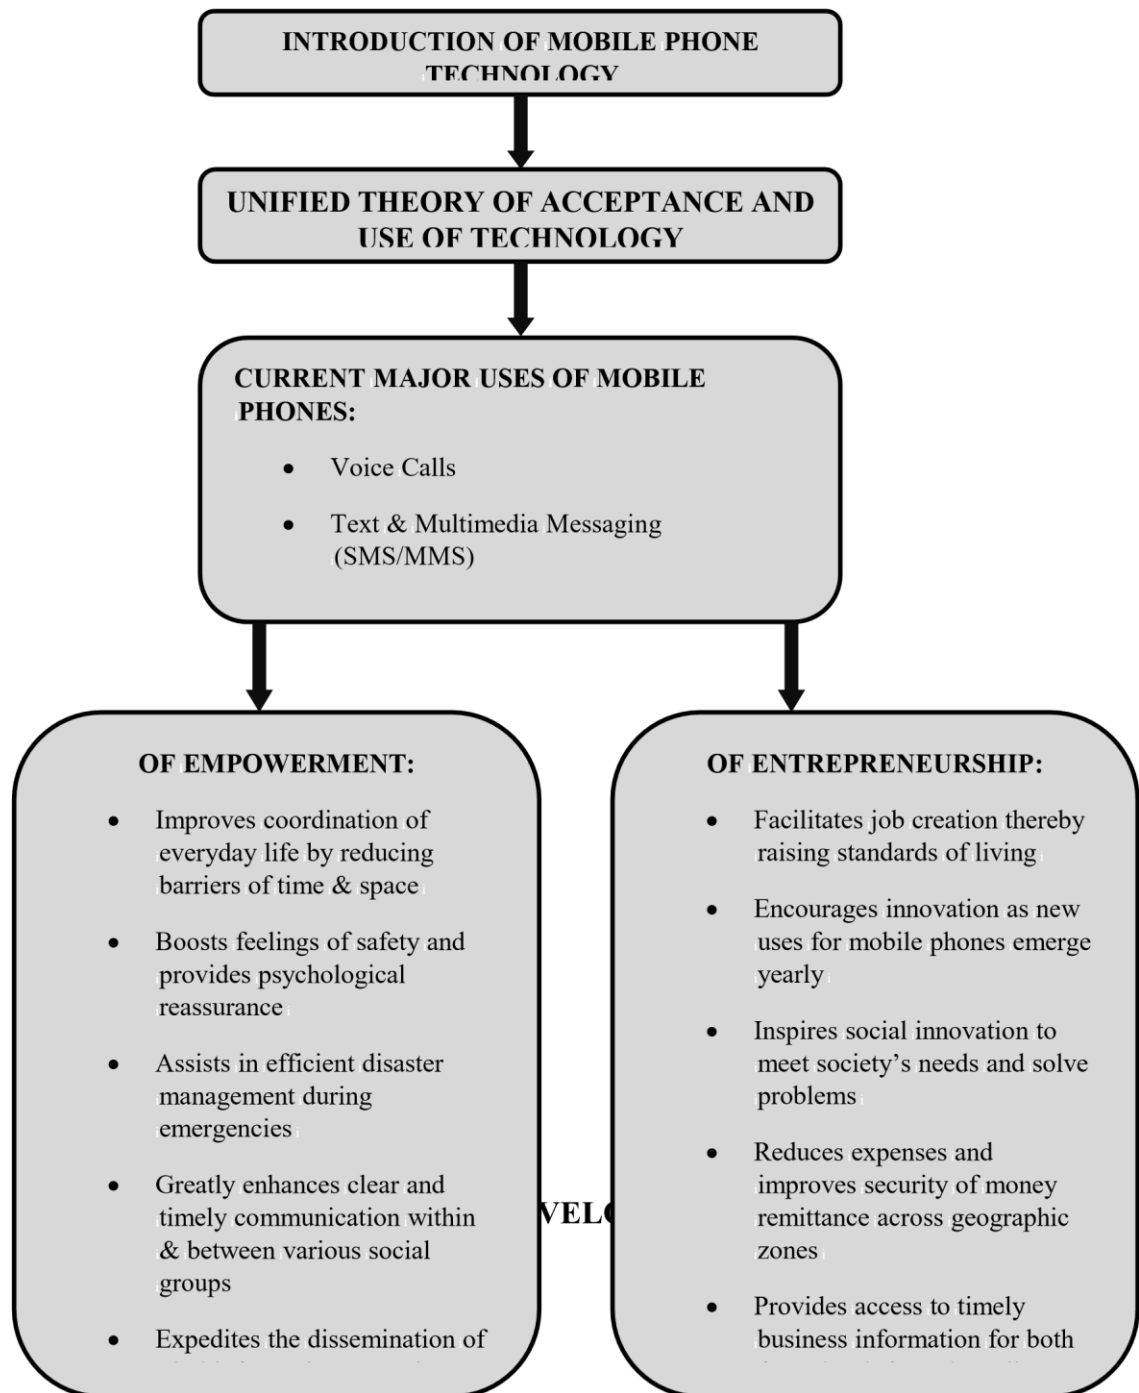 INTRODUCTION OF MOBILE PHONE
TECHNOLOGY
UNIFIED THEORY OF ACCEPTANCE AND
USE OF TECHNOLOGY
CURRENT MAJOR USES OF MOBILE
PHONES:
• Voice Calls
• Text & Multimedia Messaging
(SMS/MMS)
OF EMPOWERMENT:
• Improves coordination of
everyday life by reducing
barriers of time & space
• Boosts feelings of safety and
provides psychological
reassurance
• Assists in efficient disaster
management during
emergencies
• Greatly enhances clear and
timely communication within
& between various social
groups
• Expedites the dissemination of
VELO
OF ENTREPRENEURSHIP:
• Facilitates job creation thereby
raising standards of living
• Encourages innovation as new
uses for mobile phones emerge
yearly
• Inspires social innovation to
meet society’s needs and solve
problems
• Reduces expenses and
improves security of money
remittance across geographic
zones
• Provides access to timely
business information for both